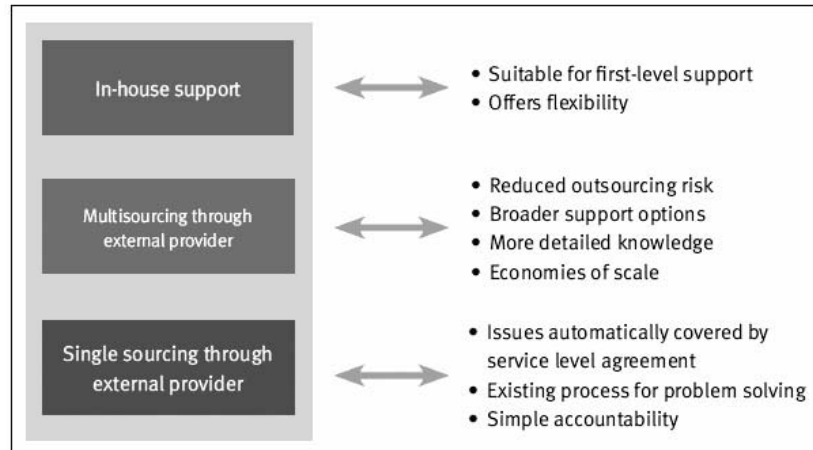 In-house support
• Suitable for first-level support
• Offers flexibility
Multisourcing through
external provider
• Reduced outsourcing risk
• Broader support options
• More detailed knowledge
• Economies of scale
Single sourcing through
external provider
• Issues automatically covered by
service level agreement
• Existing process for problem solving
• Simple accountability